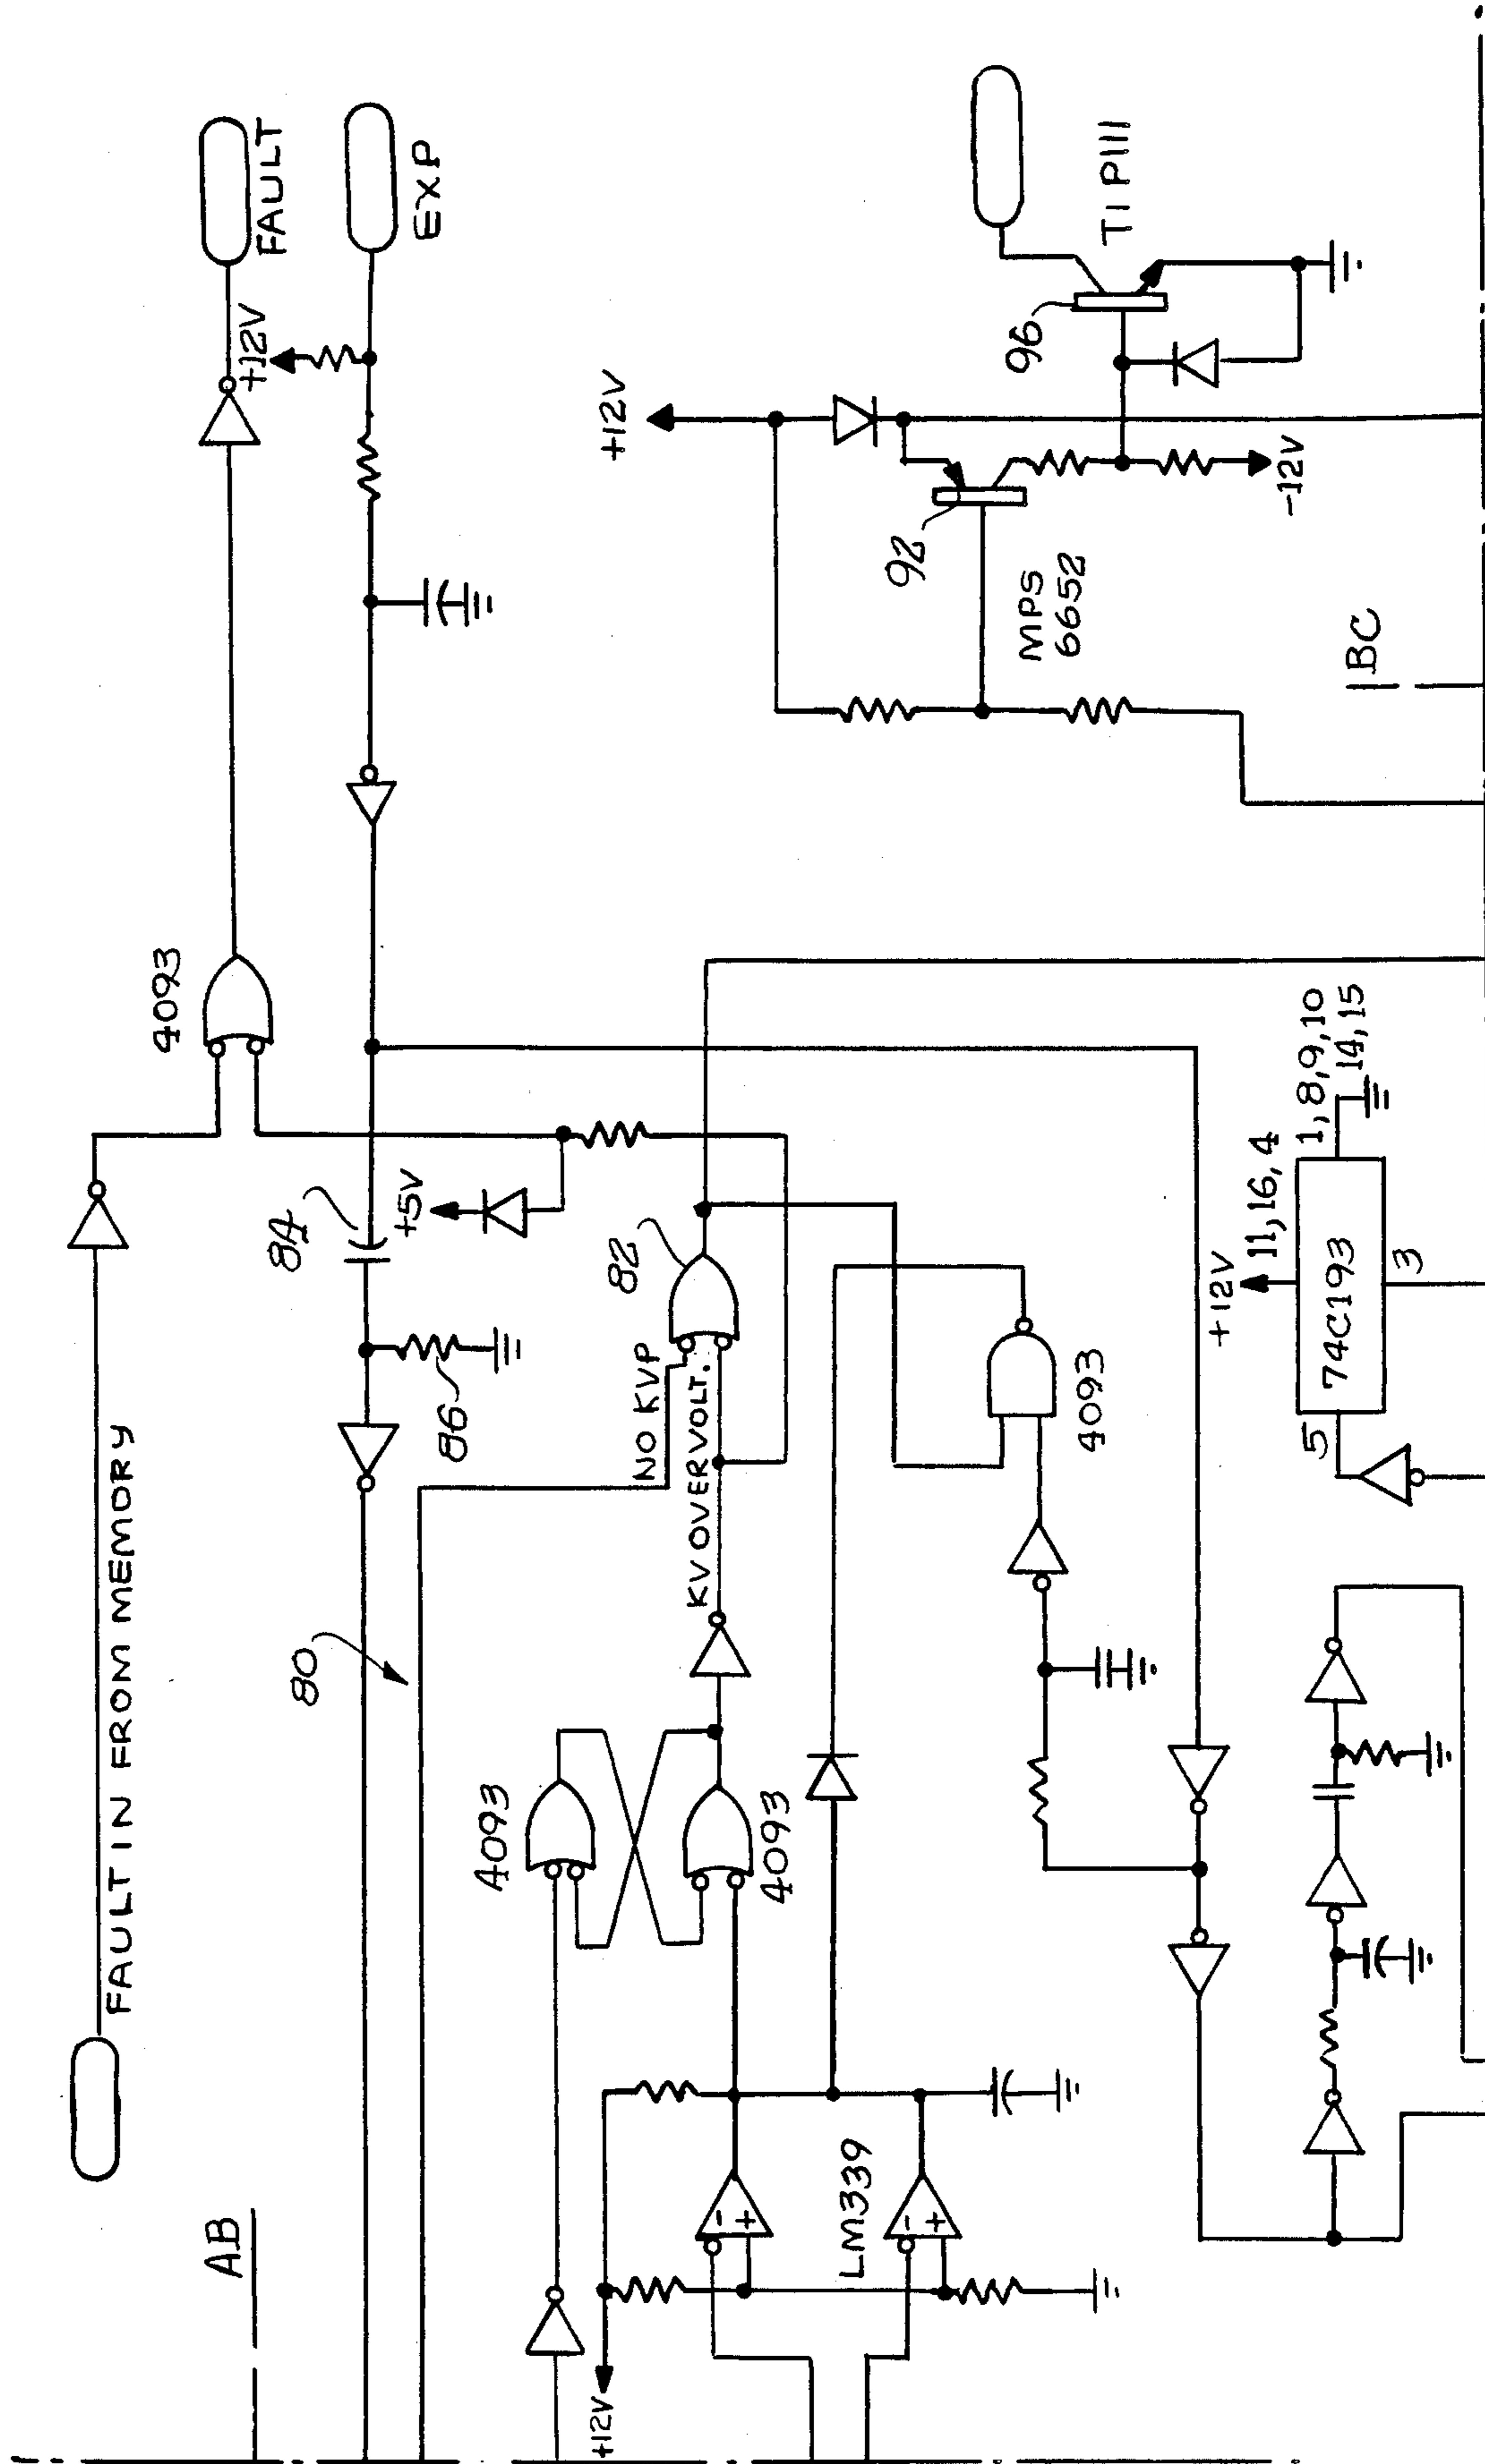 FAULT
EXP
+12V
4093
FAULT IN FROM MEMORY
84
+5V
86
80
82
NO KVP
KV OVERVOLT.
AB
4093
4093
4093
LM339
-
+
-
+
+12V
+12V
92
MPS
6652
96
TIP111
-12V
BC
+12V
11,16,4
1,8,9,10
14,15
74C193
5
3